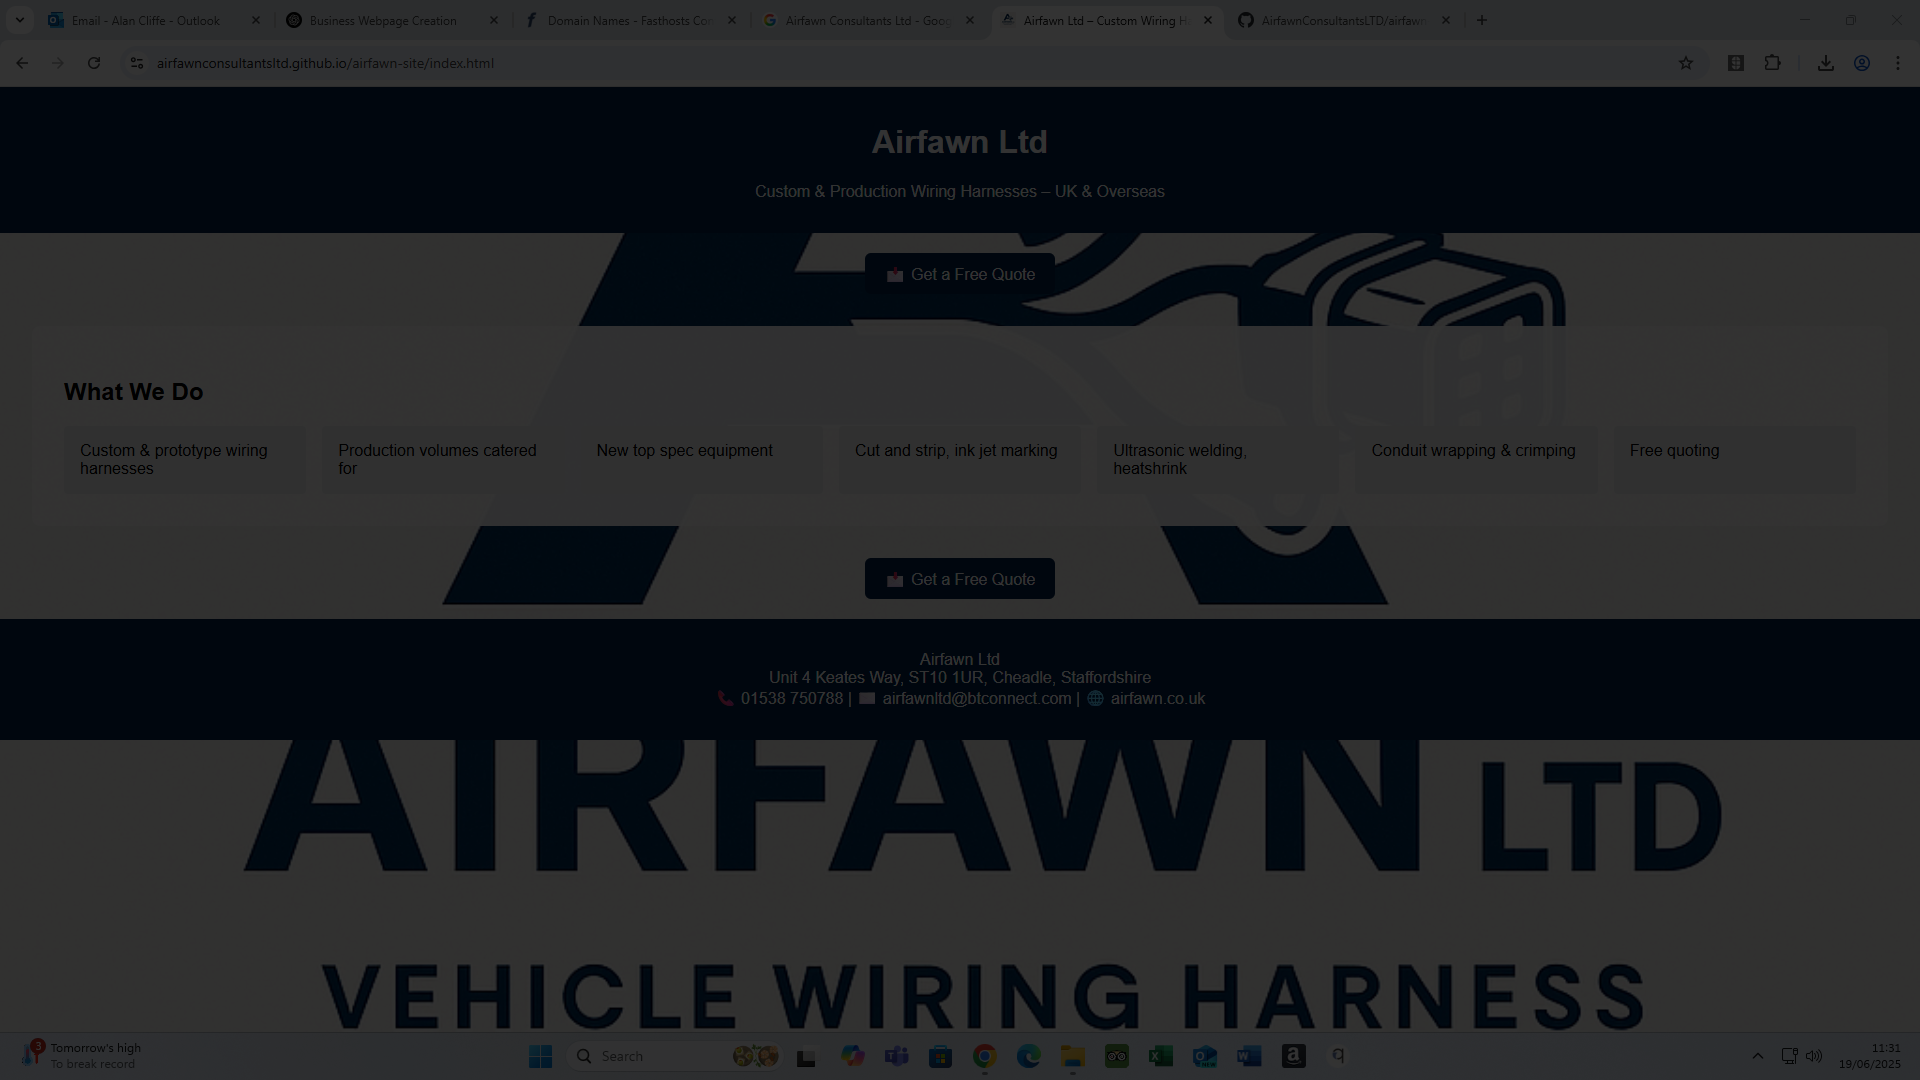 Email - Alan Cliffe - Outlook
Business Webpage Creation
Domain Names - Fasthosts Con
Airfawn Consultants Ltd - Goog
Airfawn Ltd – Custom Wiring H
AirfawnConsultantsLTD/airfawn
airfawnconsultantsltd.github.io/airfawn-site/index.html
Airfawn Ltd
Custom & Production Wiring Harnesses – UK & Overseas
Get a Free Quote
What We Do
Custom & prototype wiring
harnesses
Production volumes catered
for
New top spec equipment
Cut and strip, ink jet marking
Ultrasonic welding,
heatshrink
Conduit wrapping & crimping
Free quoting
Get a Free Quote
Airfawn Ltd
Unit 4 Keates Way, ST10 1UR, Cheadle, Staffordshire
01538 750788 | airfawnltd@btconnect.com | airfawn.co.uk
AIRFAWN LTD
VEHICLE WIRING HARNESS
3
Tomorrow's high
To break record
Search
11:31
19/06/2025